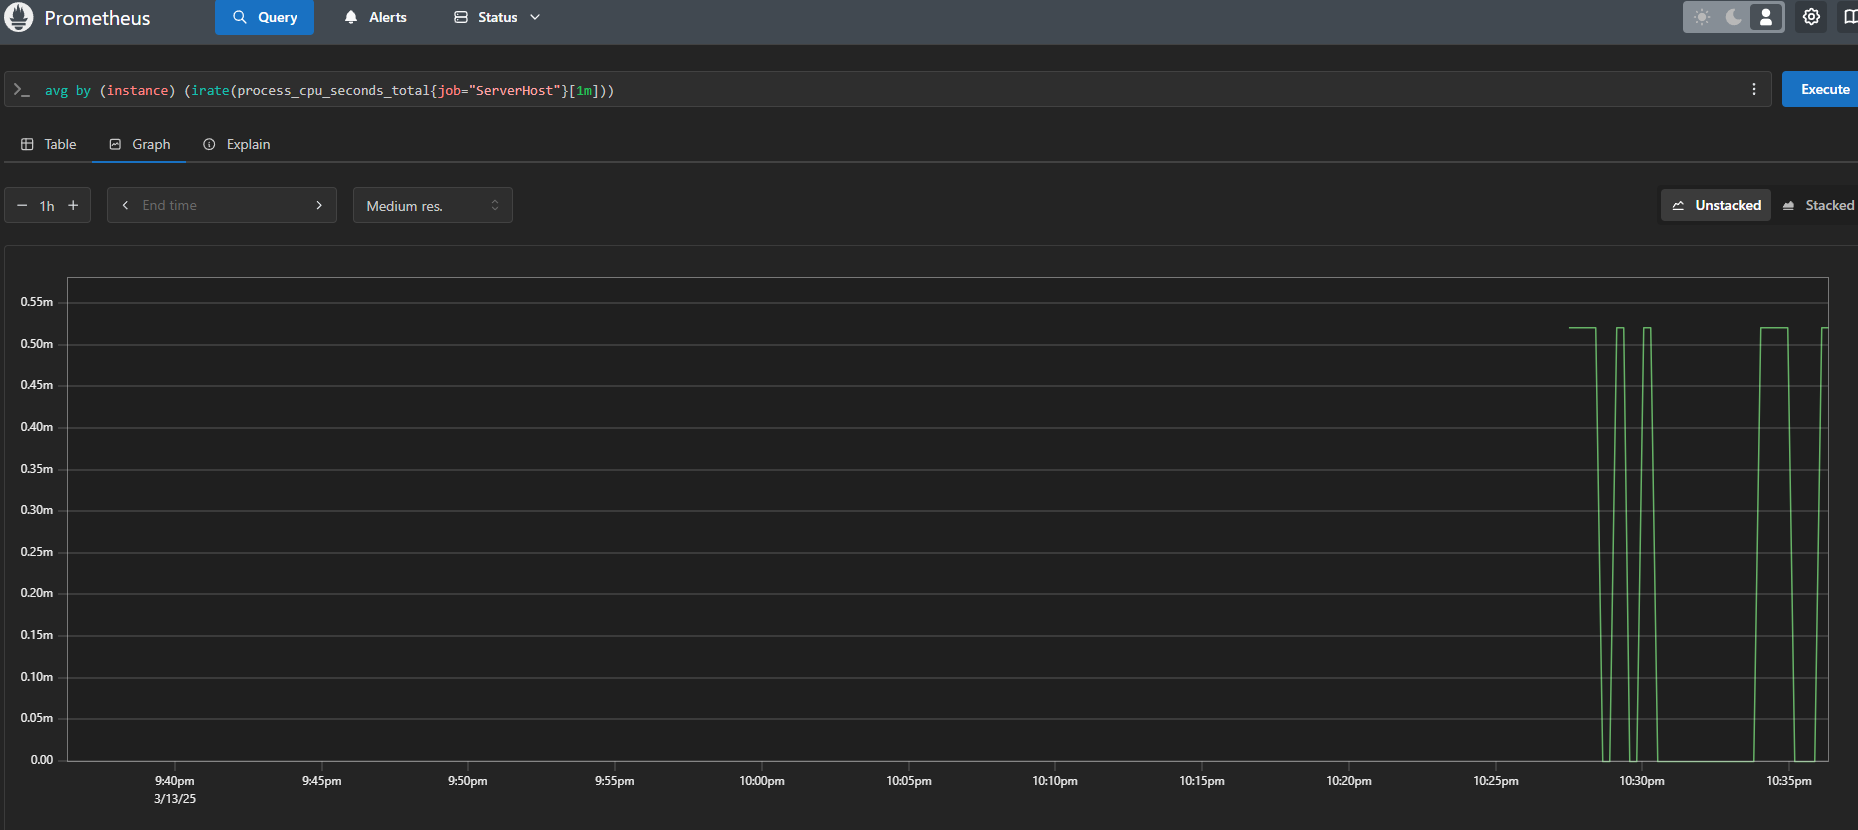 Prometheus Query Alerts Status
avg by (instance) (irate(process_cpu_seconds_total{job="ServerHost"}[1m]))
Execute
Table Graph Explain
1h End time Medium res. Unstacked Stacked
0.55m
0.50m
0.45m
0.40m
0.35m
0.30m
0.25m
0.20m
0.15m
0.10m
0.05m
0.00
9:40pm 9:45pm 9:50pm 9:55pm 10:00pm 10:05pm 10:10pm 10:15pm 10:20pm 10:25pm 10:30pm 10:35pm
3/13/25